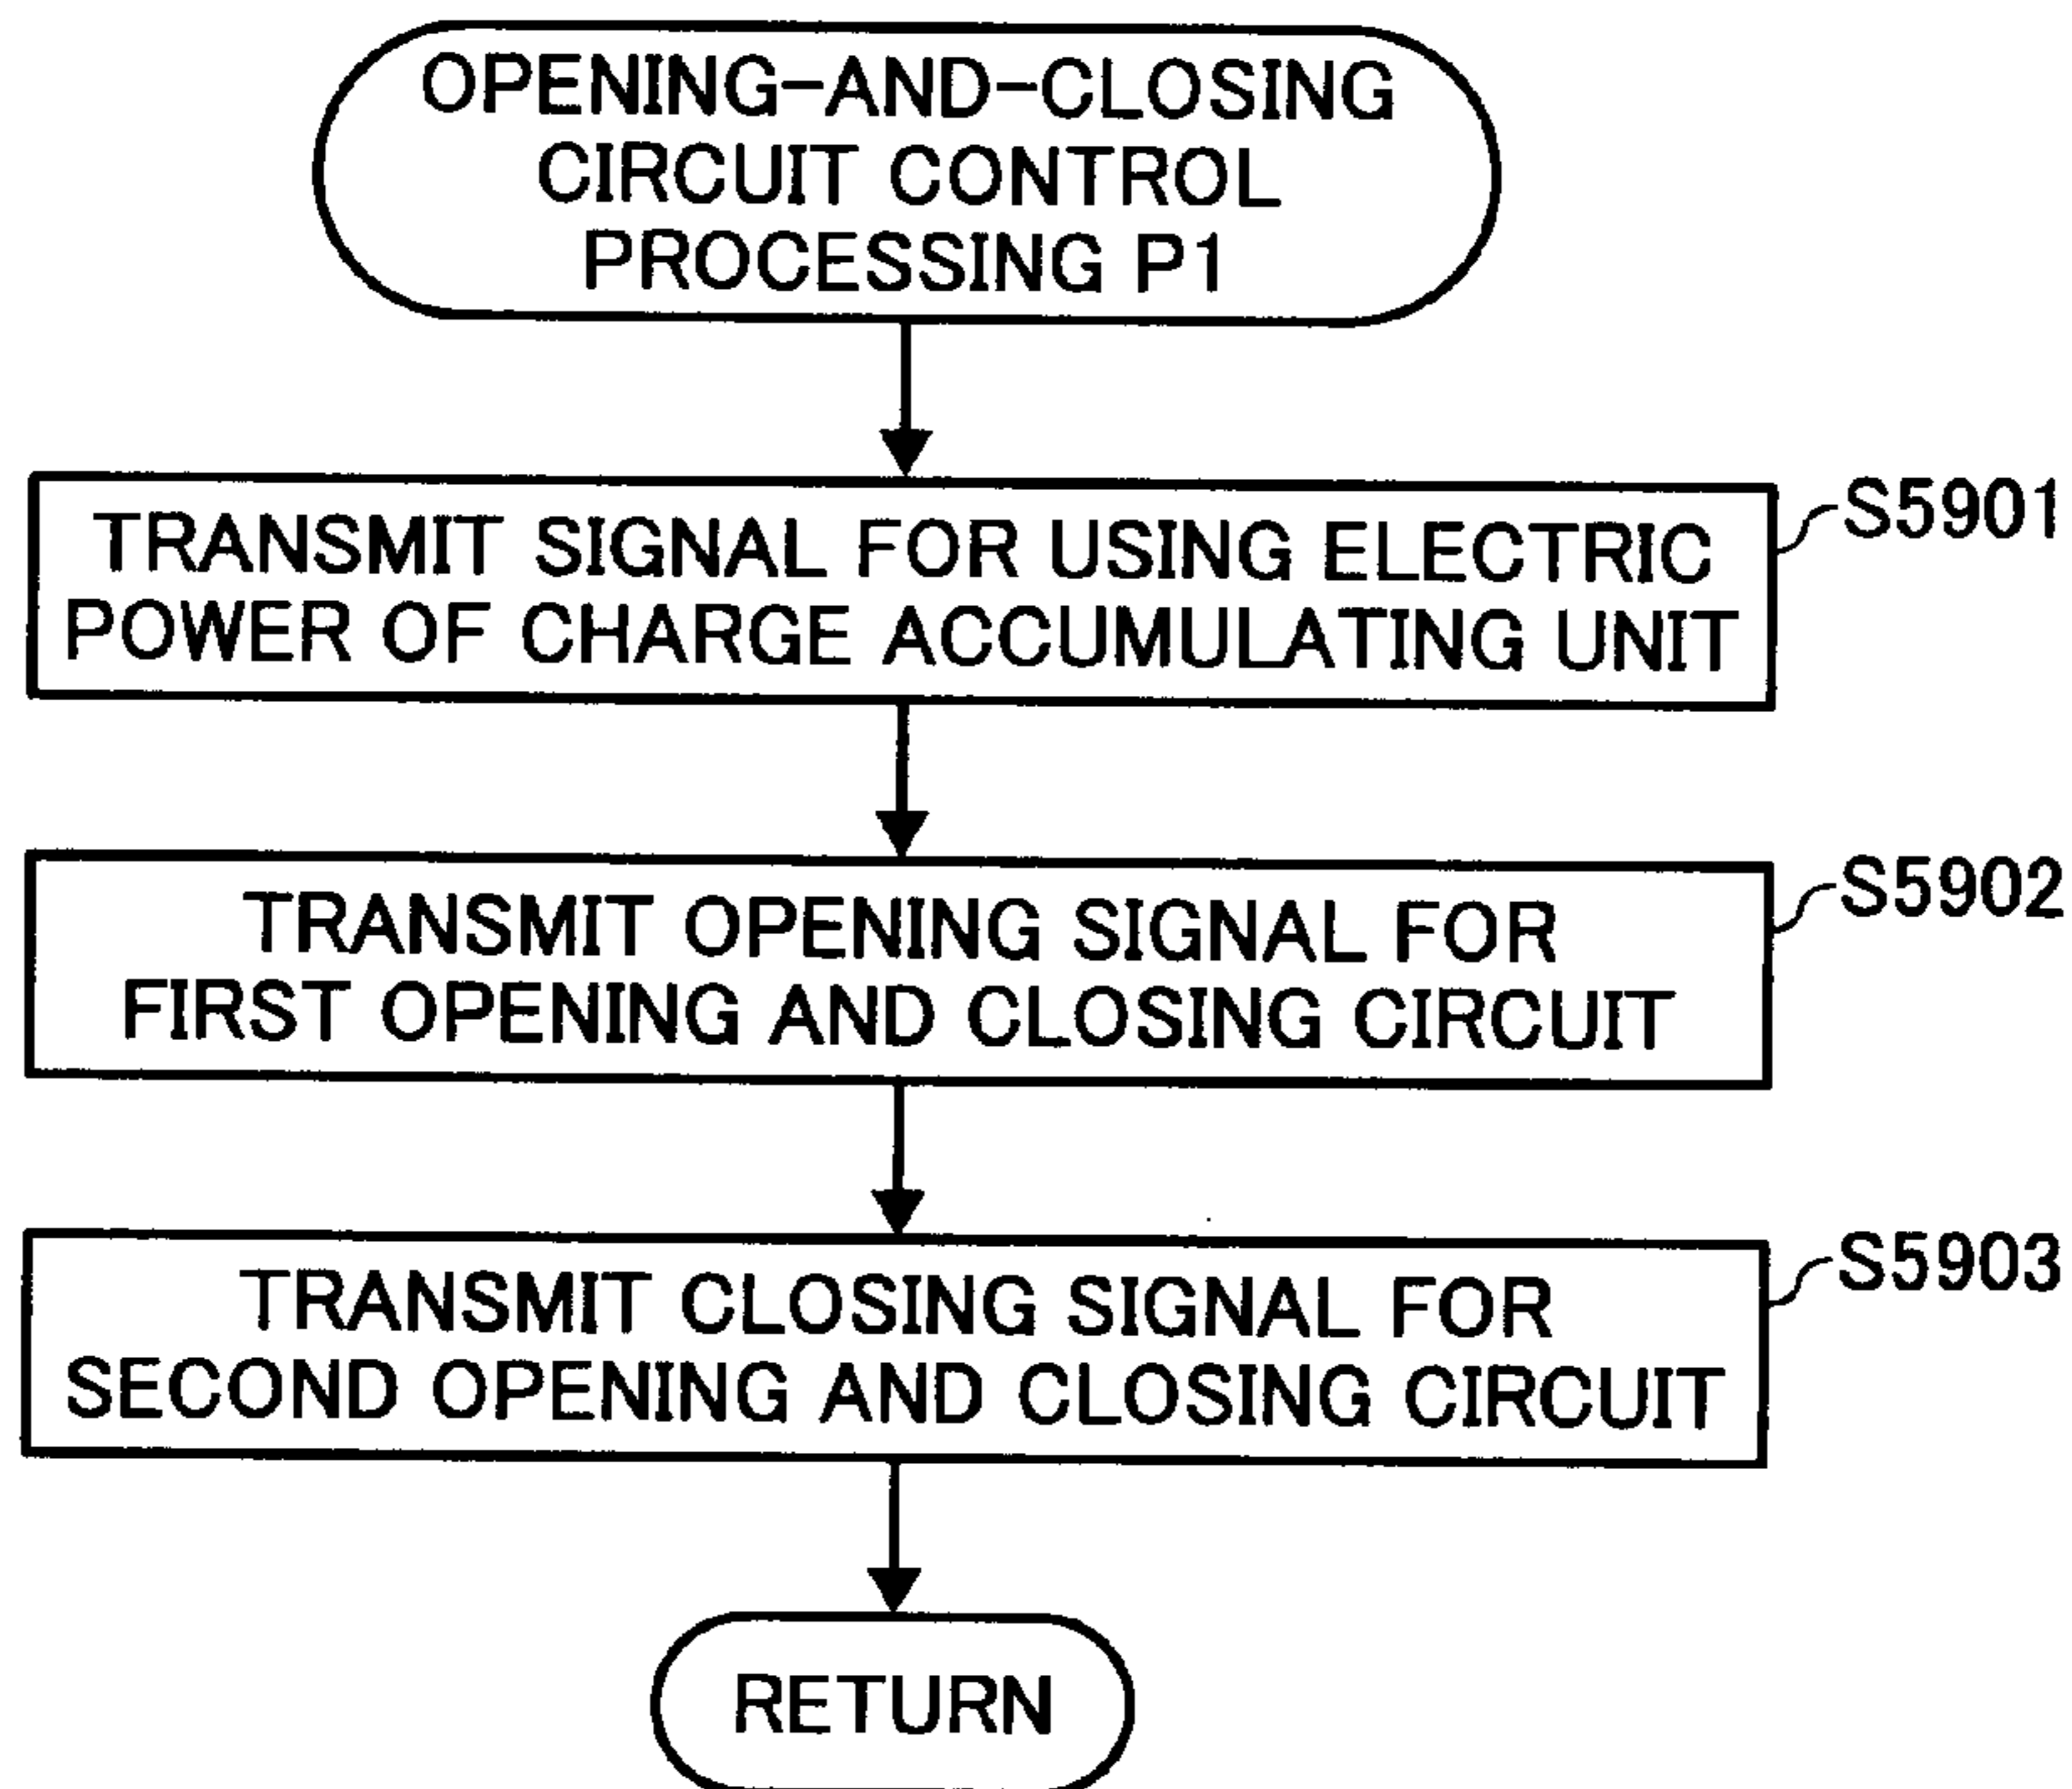 OPENING-AND-CLOSING
CIRCUIT CONTROL
PROCESSING P1
S5901
TRANSMIT SIGNAL FOR USING ELECTRIC
POWER OF CHARGE ACCUMULATING UNIT
S5902
TRANSMIT OPENING SIGNAL FOR
FIRST OPENING AND CLOSING CIRCUIT
S5903
TRANSMIT CLOSING SIGNAL FOR
SECOND OPENING AND CLOSING CIRCUIT
RETURN